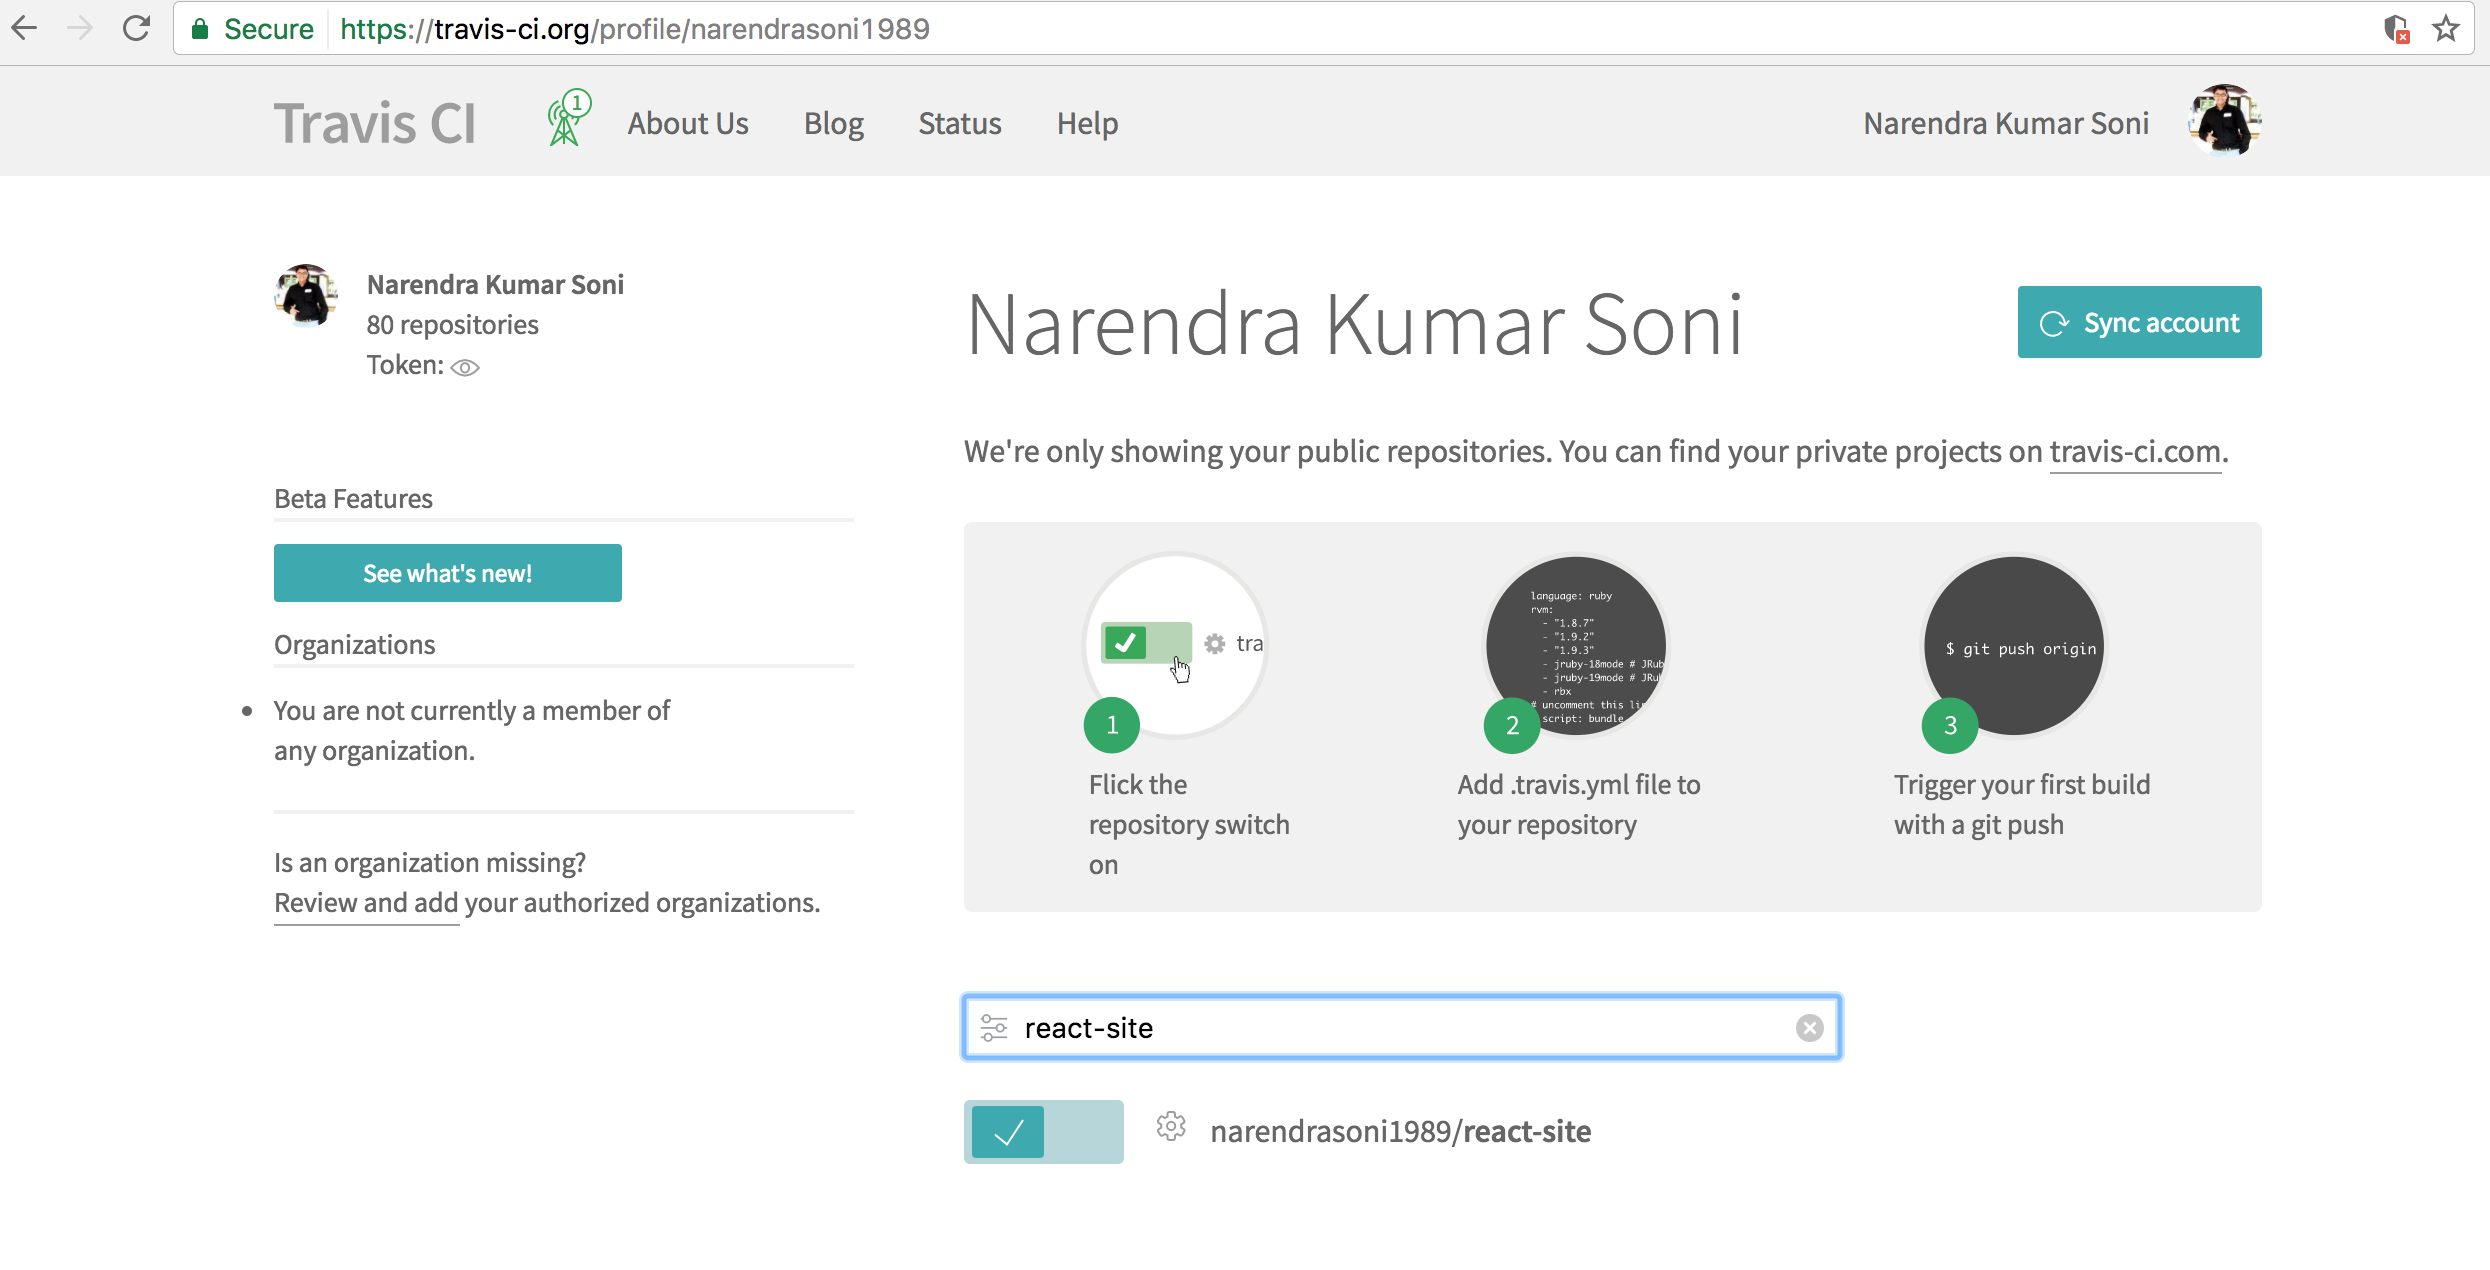 Secure https://travis-ci.org/profile/narendrasoni1989
Travis CI 1 About Us Blog Status Help Narendra Kumar Soni
Narendra Kumar Soni
80 repositories
Token:
Beta Features
See what's new!
Organizations
You are not currently a member of
any organization.
Is an organization missing?
Review and add your authorized organizations.
Narendra Kumar Soni
Sync account
We're only showing your public repositories. You can find your private projects on travis-ci.com.
tra
1
Flick the
repository switch
on
language: ruby
rvm:
- "1.8.7"
- "1.9.2"
- "1.9.3"
- jruby-18mode # JRub
- jruby-19mode # JRu
- rbx
# uncomment this li
script: bundle
2
Add .travis.yml file to
your repository
$ git push origin
3
Trigger your first build
with a git push
react-site
narendrasoni1989/react-site